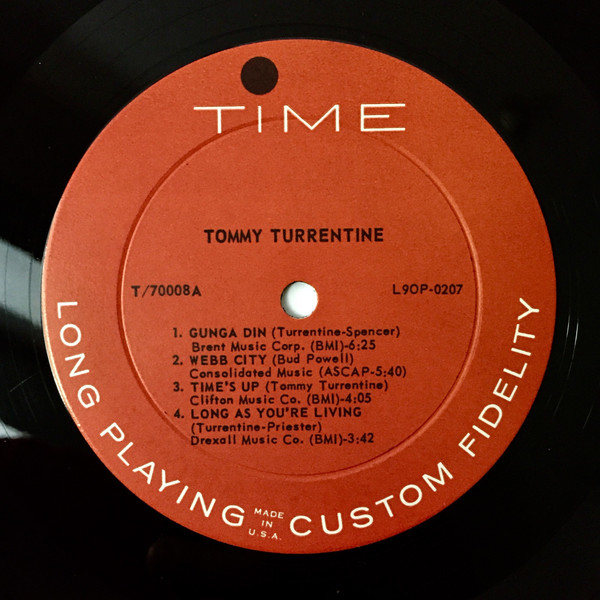 TIME
TOMMY TURRENTINE
T/70008A
L9OP-0207
1. GUNGA DIN (Turrentine-Spencer)
Brent Music Corp. (BMI)-6:25
2. WEBB CITY (Bud Powell)
Consolidated Music (ASCAP-5:40)
3. TIME'S UP (Tommy Turrentine)
Clifton Music Co. (BMI)-4:05
4. LONG AS YOU'RE LIVING
(Turrentine-Priester)
Drexall Music Co. (BMI)-3:42
LONG PLAYING CUSTOM FIDELITY
MADE
IN
U.S.A.